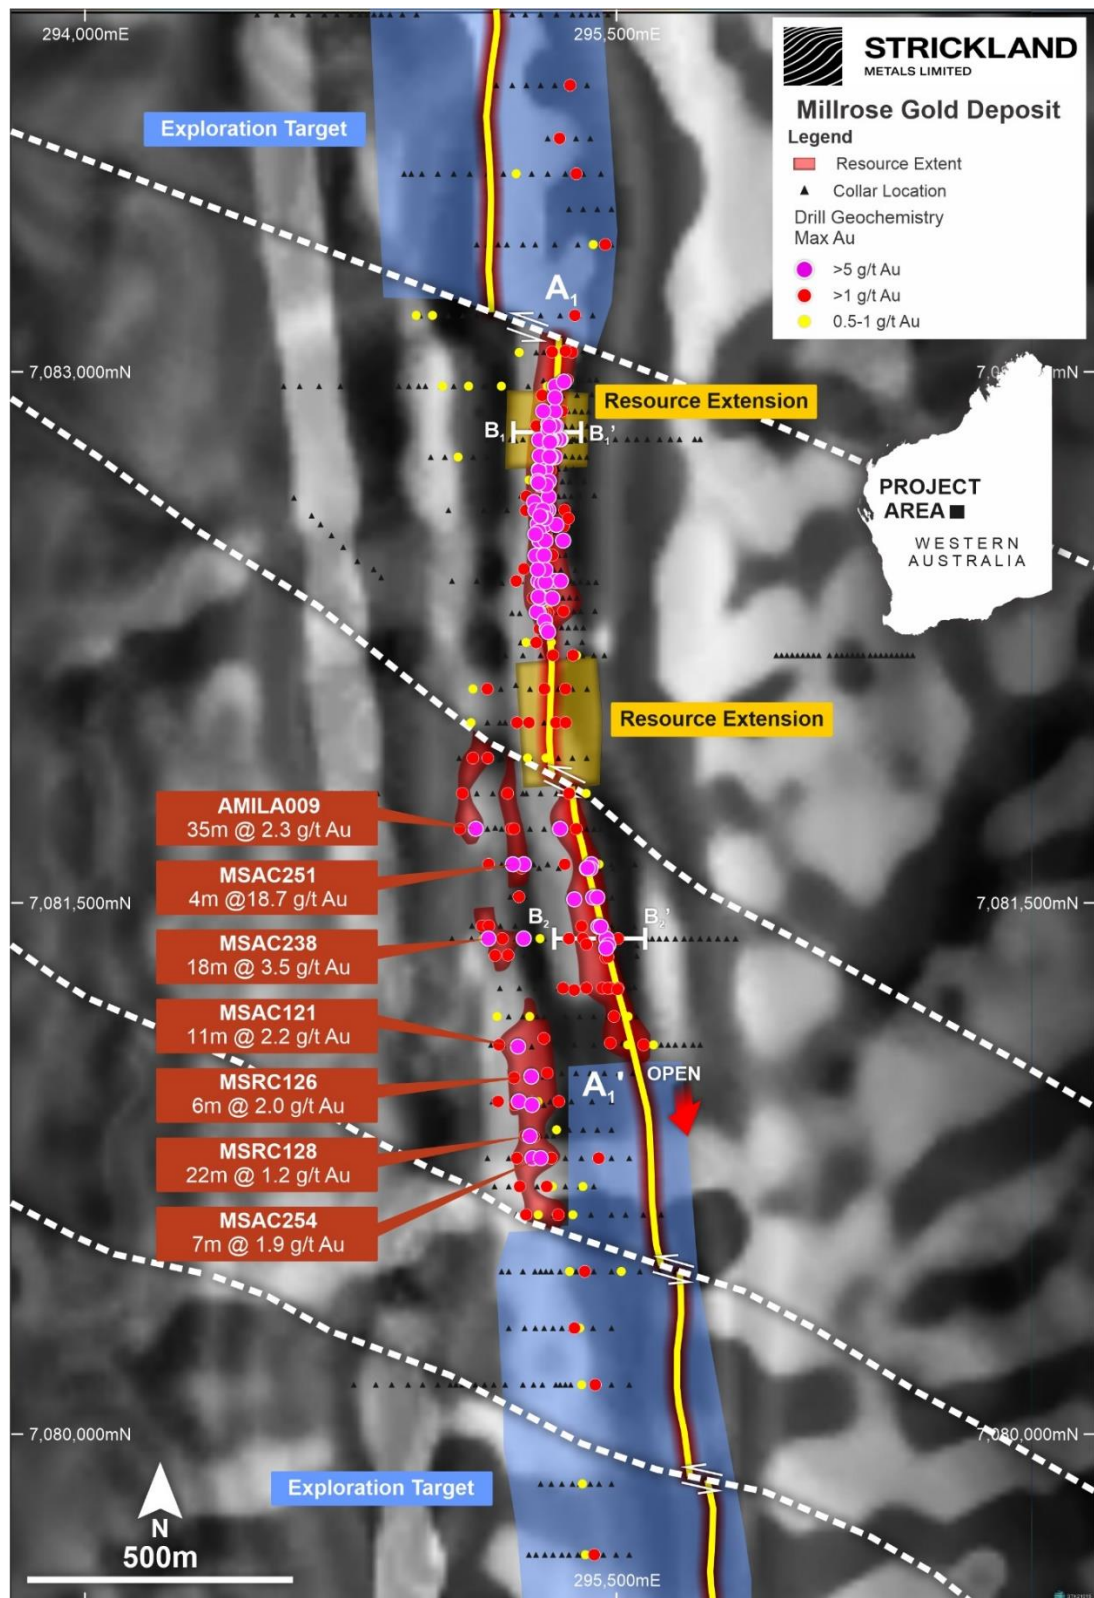 294,000mE
295,500mE
STRICKLAND
METALS LIMITED
Millrose Gold Deposit
Legend
Resource Extent
Collar Location
Drill Geochemistry
Max Au
>5 g/t Au
>1 g/t Au
0.5-1 g/t Au
Exploration Target
A1
7,083,000mN
Resource Extension
B1
B1'
PROJECT
AREA
WESTERN
AUSTRALIA
Resource Extension
AMILA009
35m @ 2.3 g/t Au
MSAC251
4m @18.7 g/t Au
7,081,500mN
7,081,500mN
B2
B2'
MSAC238
18m @ 3.5 g/t Au
MSAC121
11m @ 2.2 g/t Au
A1'
OPEN
MSRC126
6m @ 2.0 g/t Au
MSRC128
22m @ 1.2 g/t Au
MSAC254
7m @ 1.9 g/t Au
7,080,000mN
7,080,000mN
Exploration Target
N
500m
295,500mE